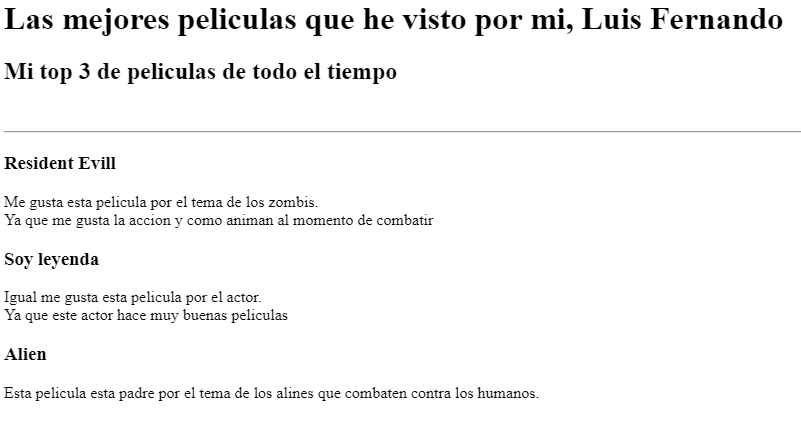 Las mejores peliculas que he visto por mi, Luis Fernando
Mi top 3 de peliculas de todo el tiempo
Resident Evill
Me gusta esta pelicula por el tema de los zombis.
Ya que me gusta la accion y como animan al momento de combatir
Soy leyenda
Igual me gusta esta pelicula por el actor.
Ya que este actor hace muy buenas peliculas
Alien
Esta pelicula esta padre por el tema de los alines que combaten contra los humanos.